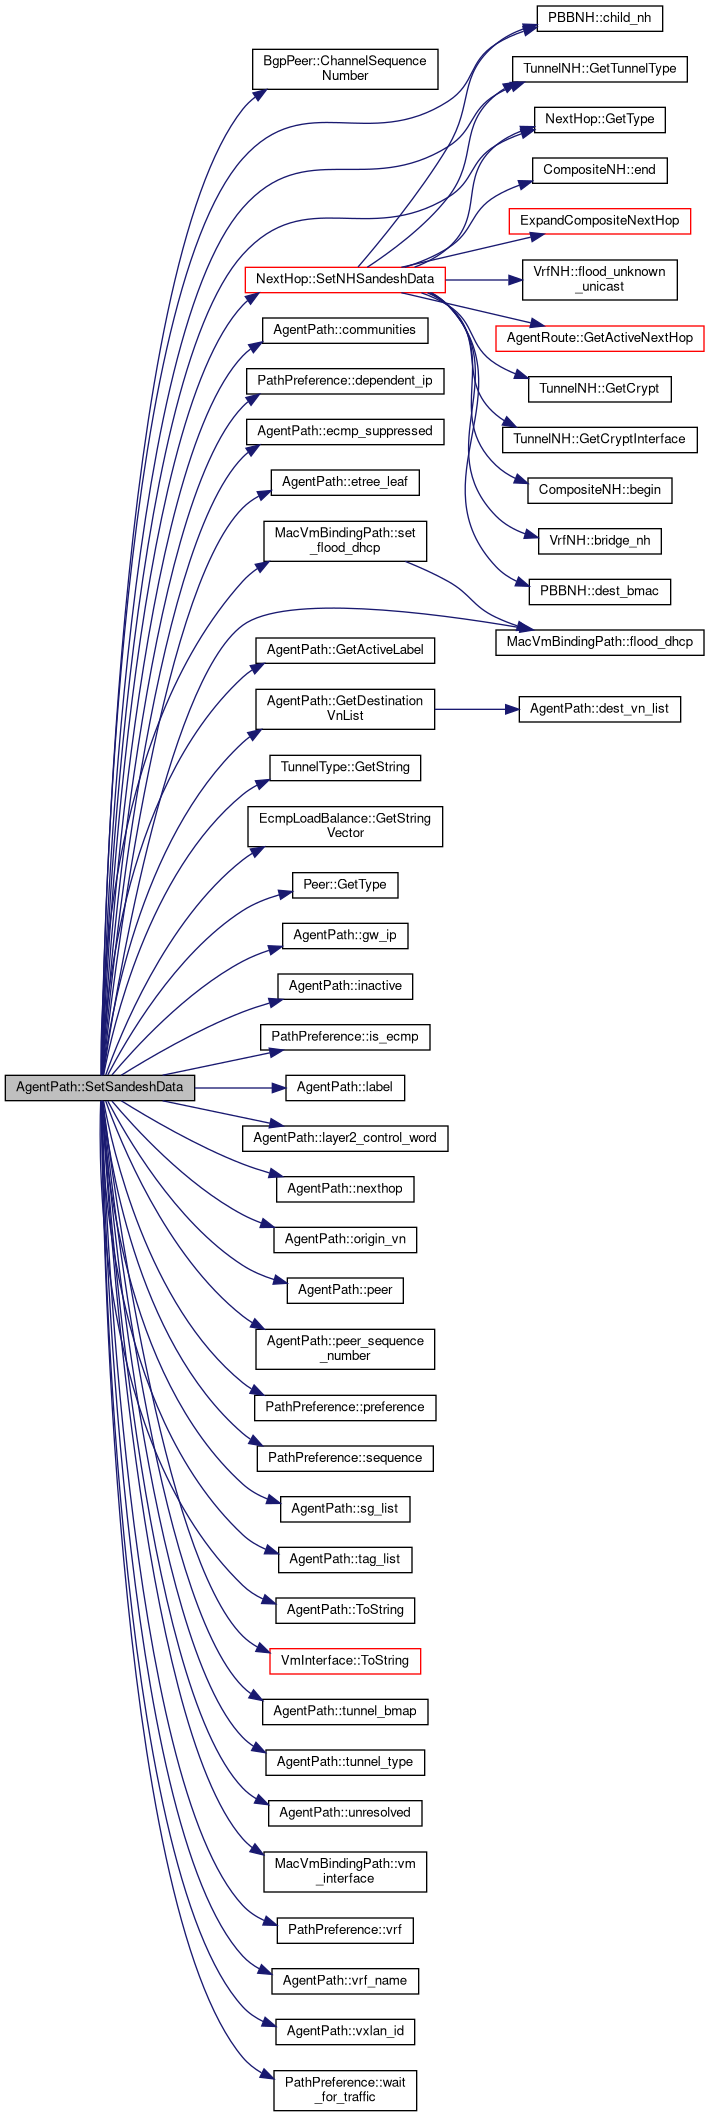 PBBNH::child_nh
BgpPeer::ChannelSequence
Number
TunnelNH::GetTunnelType
NextHop::GetType
CompositeNH::end
ExpandCompositeNextHop
NextHop::SetNHSandeshData
VrfNH::flood_unknown
_unicast
AgentPath::communities
AgentRoute::GetActiveNextHop
PathPreference::dependent_ip
TunnelNH::GetCrypt
AgentPath::ecmp_suppressed
TunnelNH::GetCryptInterface
AgentPath::etree_leaf
CompositeNH::begin
MacVmBindingPath::set
_flood_dhcp
VrfNH::bridge_nh
PBBNH::dest_bmac
MacVmBindingPath::flood_dhcp
AgentPath::GetActiveLabel
AgentPath::GetDestination
VnList
AgentPath::dest_vn_list
TunnelType::GetString
EcmpLoadBalance::GetString
Vector
Peer::GetType
AgentPath::gw_ip
AgentPath::inactive
PathPreference::is_ecmp
AgentPath::SetSandeshData
AgentPath::label
AgentPath::layer2_control_word
AgentPath::nexthop
AgentPath::origin_vn
AgentPath::peer
AgentPath::peer_sequence
_number
PathPreference::preference
PathPreference::sequence
AgentPath::sg_list
AgentPath::tag_list
AgentPath::ToString
VmInterface::ToString
AgentPath::tunnel_bmap
AgentPath::tunnel_type
AgentPath::unresolved
MacVmBindingPath::vm
_interface
PathPreference::vrf
AgentPath::vrf_name
AgentPath::vxlan_id
PathPreference::wait
_for_traffic